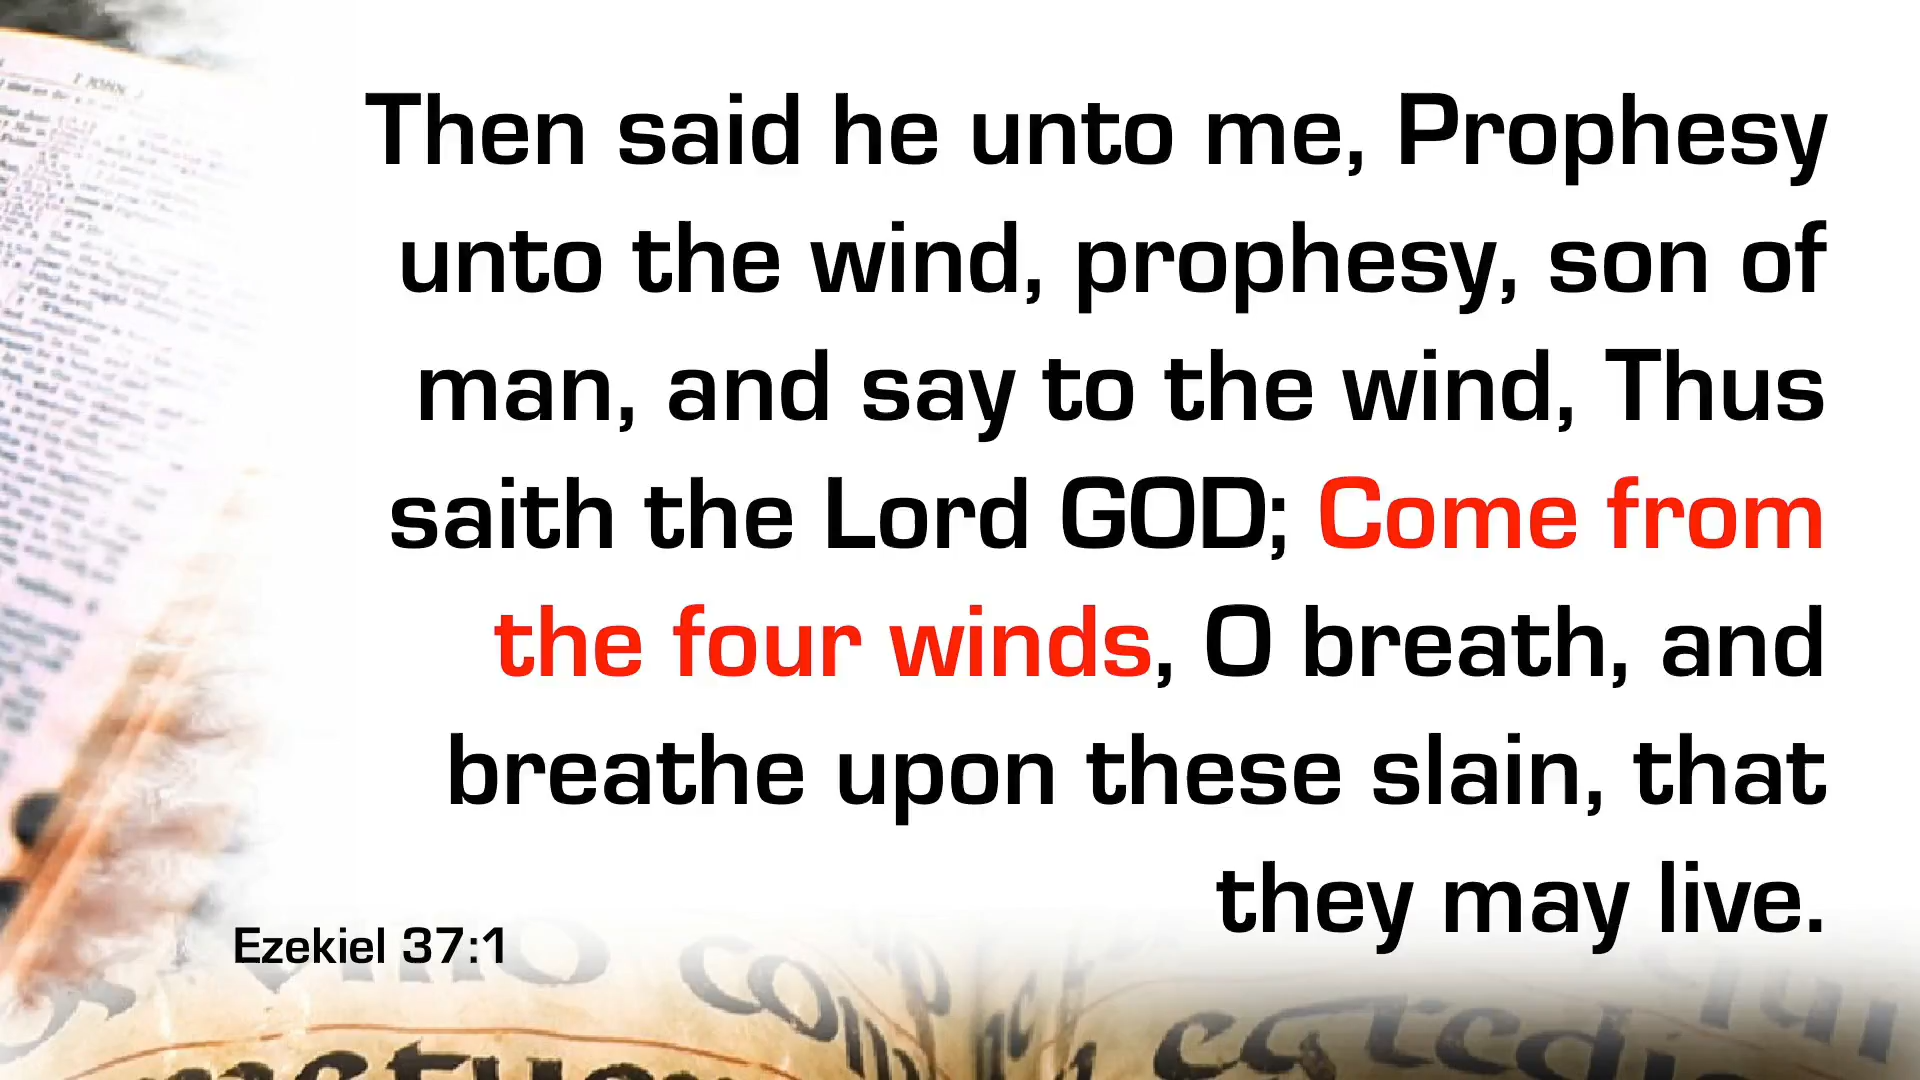 Then said he unto me, Prophesy
unto the wind, prophesy, son of
man, and say to the wind, Thus
saith the Lord GOD; Come from
the four winds, O breath, and
breathe upon these slain, that
they may live.
Ezekiel 37:1
I JOHN